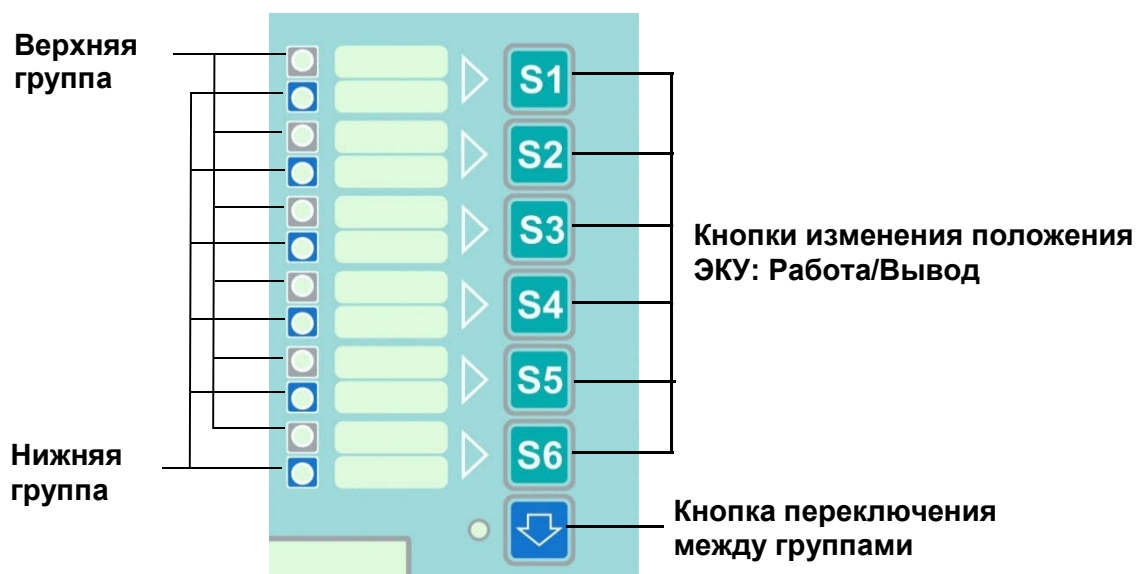 Верхняя
группа
S1
S2
S3
Кнопки изменения положения
ЭКУ: Работа/Вывод
S4
S5
Нижняя
группа
S6
Кнопка переключения
между группами